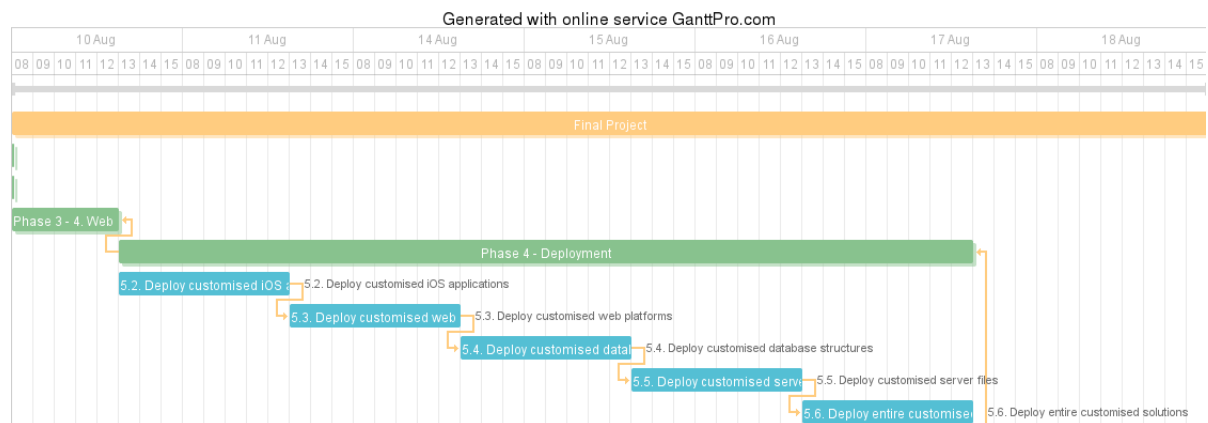 Generated with online service GanttPro.com
10 Aug 11 Aug 14 Aug 15 Aug 16 Aug 17 Aug 18 Aug
08 09 10 11 12 13 14 15 08 09 10 11 12 13 14 15 08 09 10 11 12 13 14 15 08 09 10 11 12 13 14 15 08 09 10 11 12 13 14 15 08 09 10 11 12 13 14 15 08 09 10 11 12 13 14 15
Final Project
Phase 3 - 4. Web
Phase 4 - Deployment
5.2. Deploy customised iOS a 5.2. Deploy customised iOS applications
5.3. Deploy customised web 5.3. Deploy customised web platforms
5.4. Deploy customised datal 5.4. Deploy customised database structures
5.5. Deploy customised serve 5.5. Deploy customised server files
5.6. Deploy entire customised 5.6. Deploy entire customised solutions